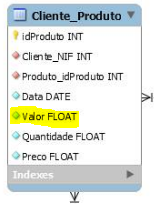 Cliente_Produto
idProduto INT
Cliente_NIF INT
Produto_idProduto INT
Data DATE
Valor FLOAT
Quantidade FLOAT
Preco FLOAT
Indexes